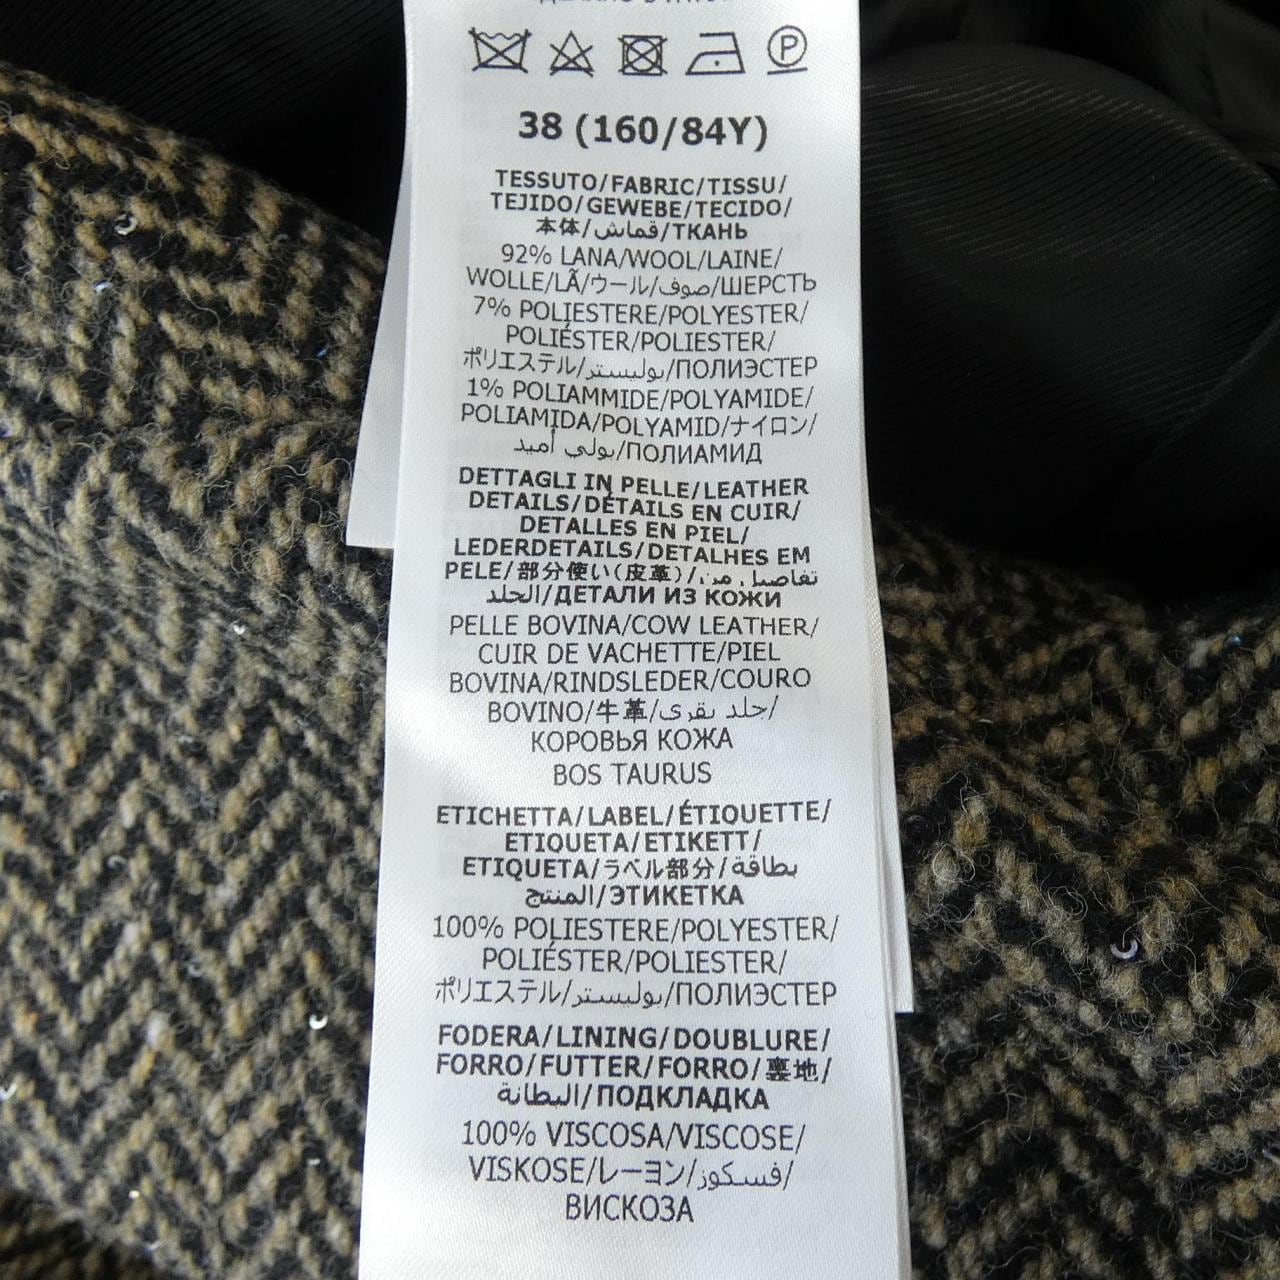 38 (160/84Y)
TESSUTO/FABRIC/TISSU/
TEJIDO/GEWEBE/TECIDO/
本体/قماش/ТКАНЬ
92% LANA/WOOL/LAINE/
WOLLE/LÃ/ウール/صوف/ШЕРСТЬ
7% POLIESTERE/POLYESTER/
POLIÉSTER/POLIESTER/
ポリエステル/بوليستر/ПОЛИЭСТЕР
1% POLIAMMIDE/POLYAMIDE/
POLIAMIDA/POLYAMID/ナイロン/
بولي أميد/ПОЛИАМИД
DETTAGLI IN PELLE/LEATHER
DETAILS/DÉTAILS EN CUIR/
DETALLES EN PIEL/
LEDERDETAILS/DETALHES EM
PELE/部分使い(皮革)/تفاصيل من
الجلد/ДЕТАЛИ ИЗ КОЖИ
PELLE BOVINA/COW LEATHER/
CUIR DE VACHETTE/PIEL
BOVINA/RINDSLEDER/COURO
BOVINO/牛革/جلد بقري/
КОРОВЬЯ КОЖА
BOS TAURUS
ETICHETTA/LABEL/ÉTIQUETTE/
ETIQUETA/ETIKETT/
ETIQUETA/ラベル部分/بطاقة
المنتج/ЭТИКЕТКА
100% POLIESTERE/POLYESTER/
POLIÉSTER/POLIESTER/
ポリエステル/بوليستر/ПОЛИЭСТЕР
FODERA/LINING/DOUBLURE/
FORRO/FUTTER/FORRO/裏地/
البطانة/ПОДКЛАДКА
100% VISCOSA/VISCOSE/
VISKOSE/レーヨン/فسكوز/
ВИСКОЗА